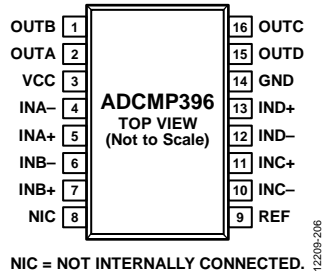 OUTB 1
OUTA 2
VCC 3
INA– 4
INA+ 5
INB– 6
INB+ 7
NIC 8
ADCMP396
TOP VIEW
(Not to Scale)
16 OUTC
15 OUTD
14 GND
13 IND+
12 IND–
11 INC+
10 INC–
9 REF
NIC = NOT INTERNALLY CONNECTED.
12209-206